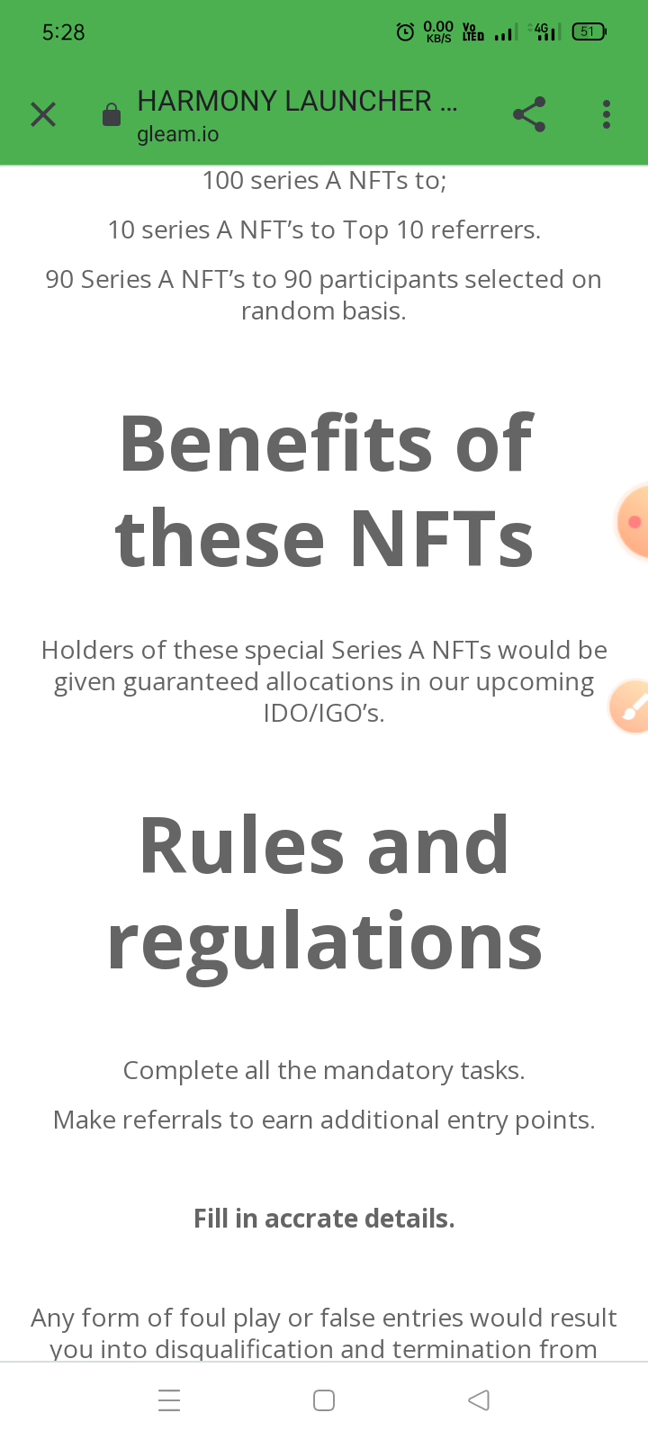 5:28
0.00 KB/S VoLTED 4G 51
HARMONY LAUNCHER ...
gleam.io
100 series A NFTs to;
10 series A NFT’s to Top 10 referrers.
90 Series A NFT’s to 90 participants selected on
random basis.
Benefits of
these NFTs
Holders of these special Series A NFTs would be
given guaranteed allocations in our upcoming
IDO/IGO’s.
Rules and
regulations
Complete all the mandatory tasks.
Make referrals to earn additional entry points.
Fill in accrate details.
Any form of foul play or false entries would result
you into disqualification and termination from